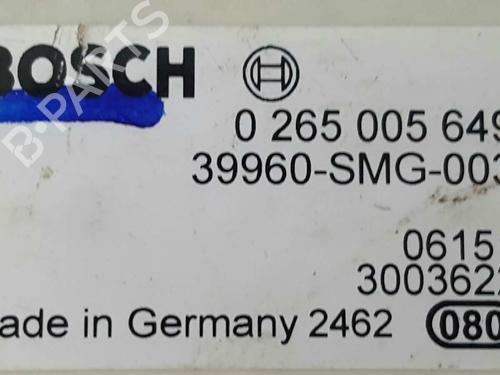 BOSCH
0 265 005 649
39960-SMG-003
0615
300362
ade in Germany 2462 080
B-PARTS